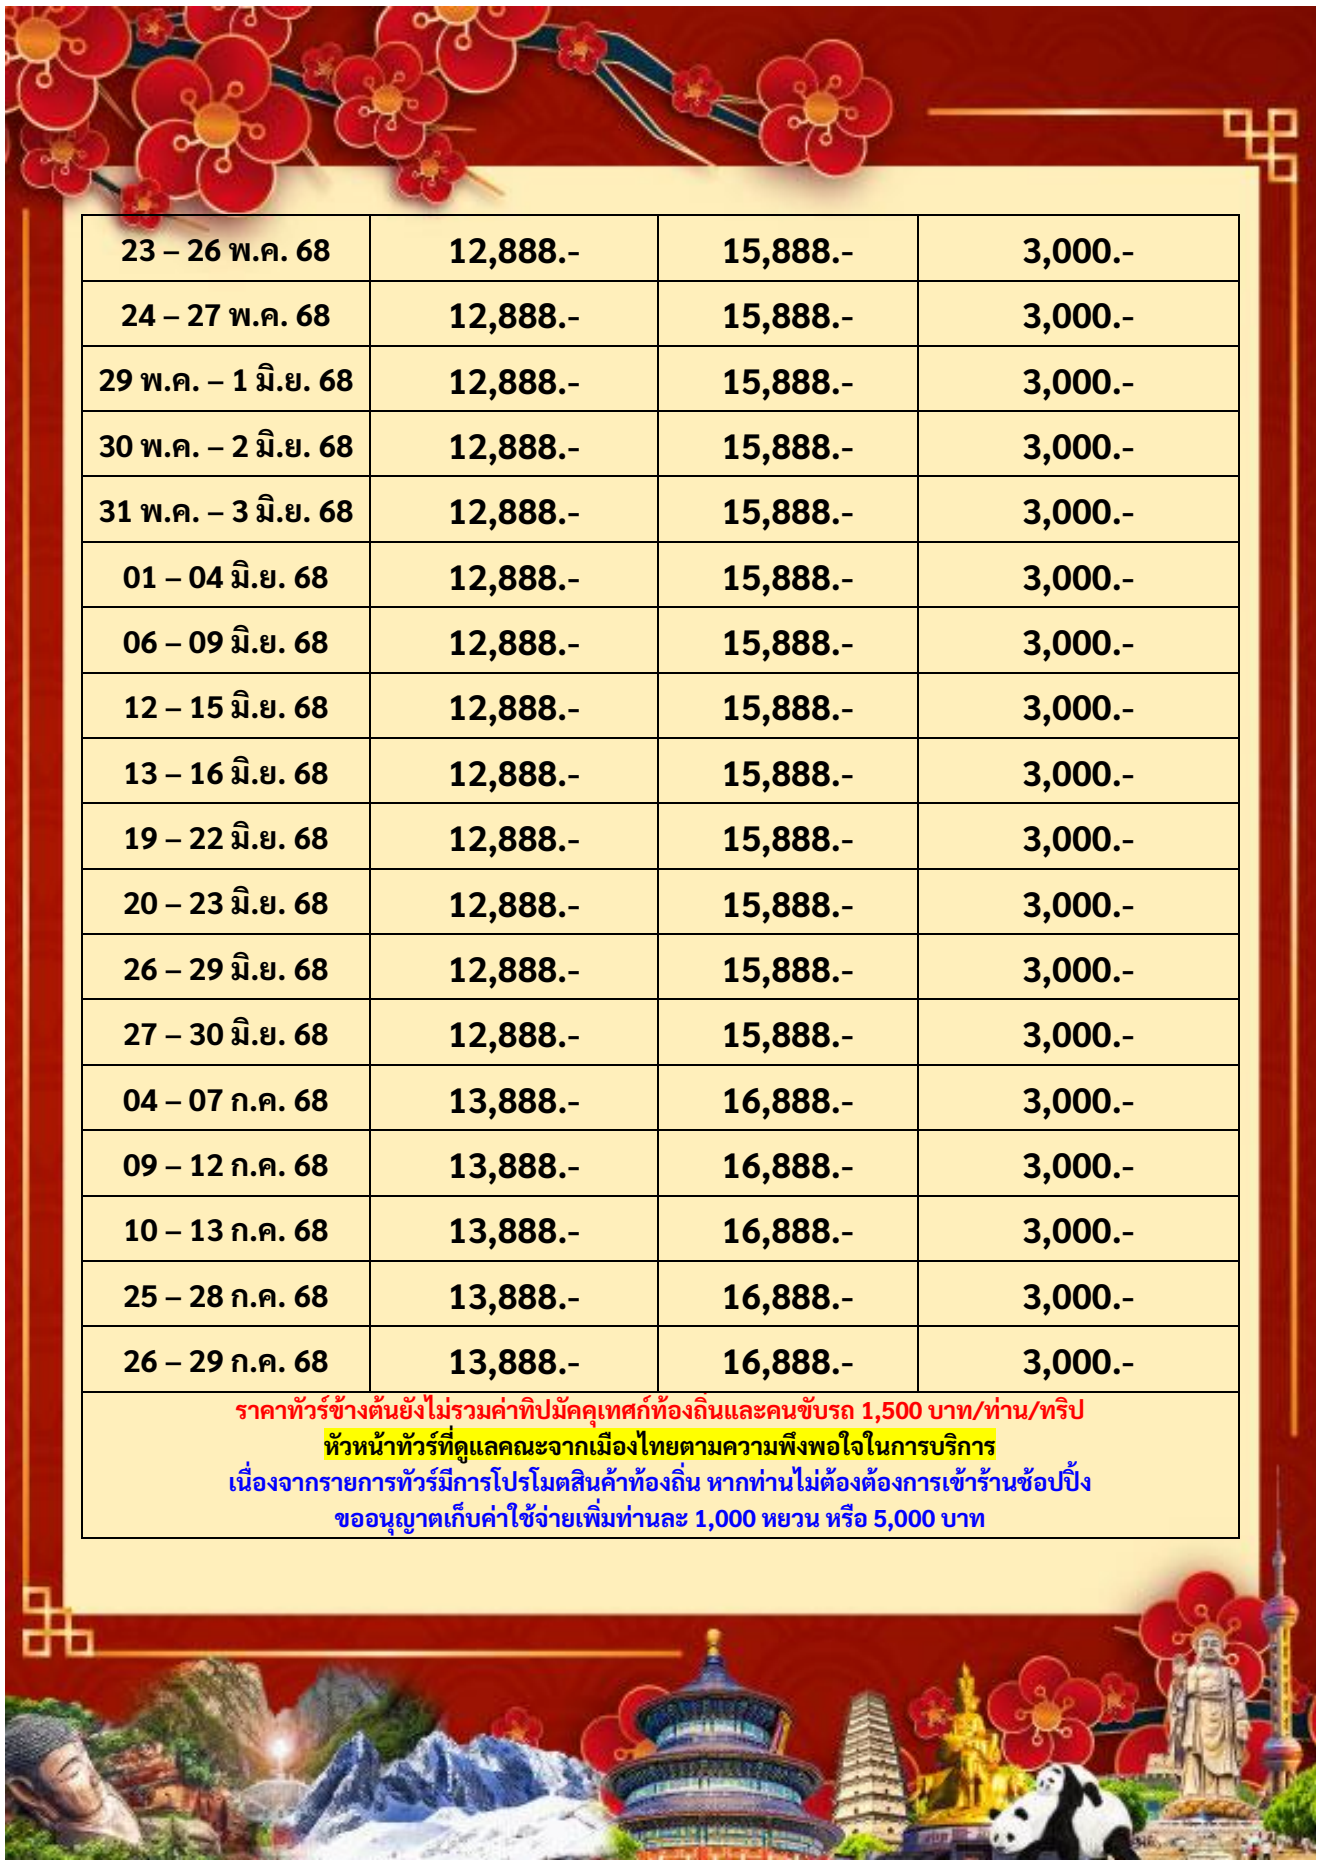 23 – 26 พ.ค. 68 12,888.- 15,888.- 3,000.-
24 – 27 พ.ค. 68 12,888.- 15,888.- 3,000.-
29 พ.ค. – 1 มิ.ย. 68 12,888.- 15,888.- 3,000.-
30 พ.ค. – 2 มิ.ย. 68 12,888.- 15,888.- 3,000.-
31 พ.ค. – 3 มิ.ย. 68 12,888.- 15,888.- 3,000.-
01 – 04 มิ.ย. 68 12,888.- 15,888.- 3,000.-
06 – 09 มิ.ย. 68 12,888.- 15,888.- 3,000.-
12 – 15 มิ.ย. 68 12,888.- 15,888.- 3,000.-
13 – 16 มิ.ย. 68 12,888.- 15,888.- 3,000.-
19 – 22 มิ.ย. 68 12,888.- 15,888.- 3,000.-
20 – 23 มิ.ย. 68 12,888.- 15,888.- 3,000.-
26 – 29 มิ.ย. 68 12,888.- 15,888.- 3,000.-
27 – 30 มิ.ย. 68 12,888.- 15,888.- 3,000.-
04 – 07 ก.ค. 68 13,888.- 16,888.- 3,000.-
09 – 12 ก.ค. 68 13,888.- 16,888.- 3,000.-
10 – 13 ก.ค. 68 13,888.- 16,888.- 3,000.-
25 – 28 ก.ค. 68 13,888.- 16,888.- 3,000.-
26 – 29 ก.ค. 68 13,888.- 16,888.- 3,000.-
ราคาทัวร์ข้างต้นยังไม่รวมค่าทิปมัคคุเทศก์ท้องถิ่นและคนขับรถ 1,500 บาท/ท่าน/ทริป
หัวหน้าทัวร์ที่ดูแลคณะจากเมืองไทยตามความพึงพอใจในการบริการ
เนื่องจากรายการทัวร์มีการโปรโมตสินค้าท้องถิ่น หากท่านไม่ต้องต้องการเข้าร้านช้อปปิ้ง
ขออนุญาตเก็บค่าใช้จ่ายเพิ่มท่านละ 1,000 หยวน หรือ 5,000 บาท